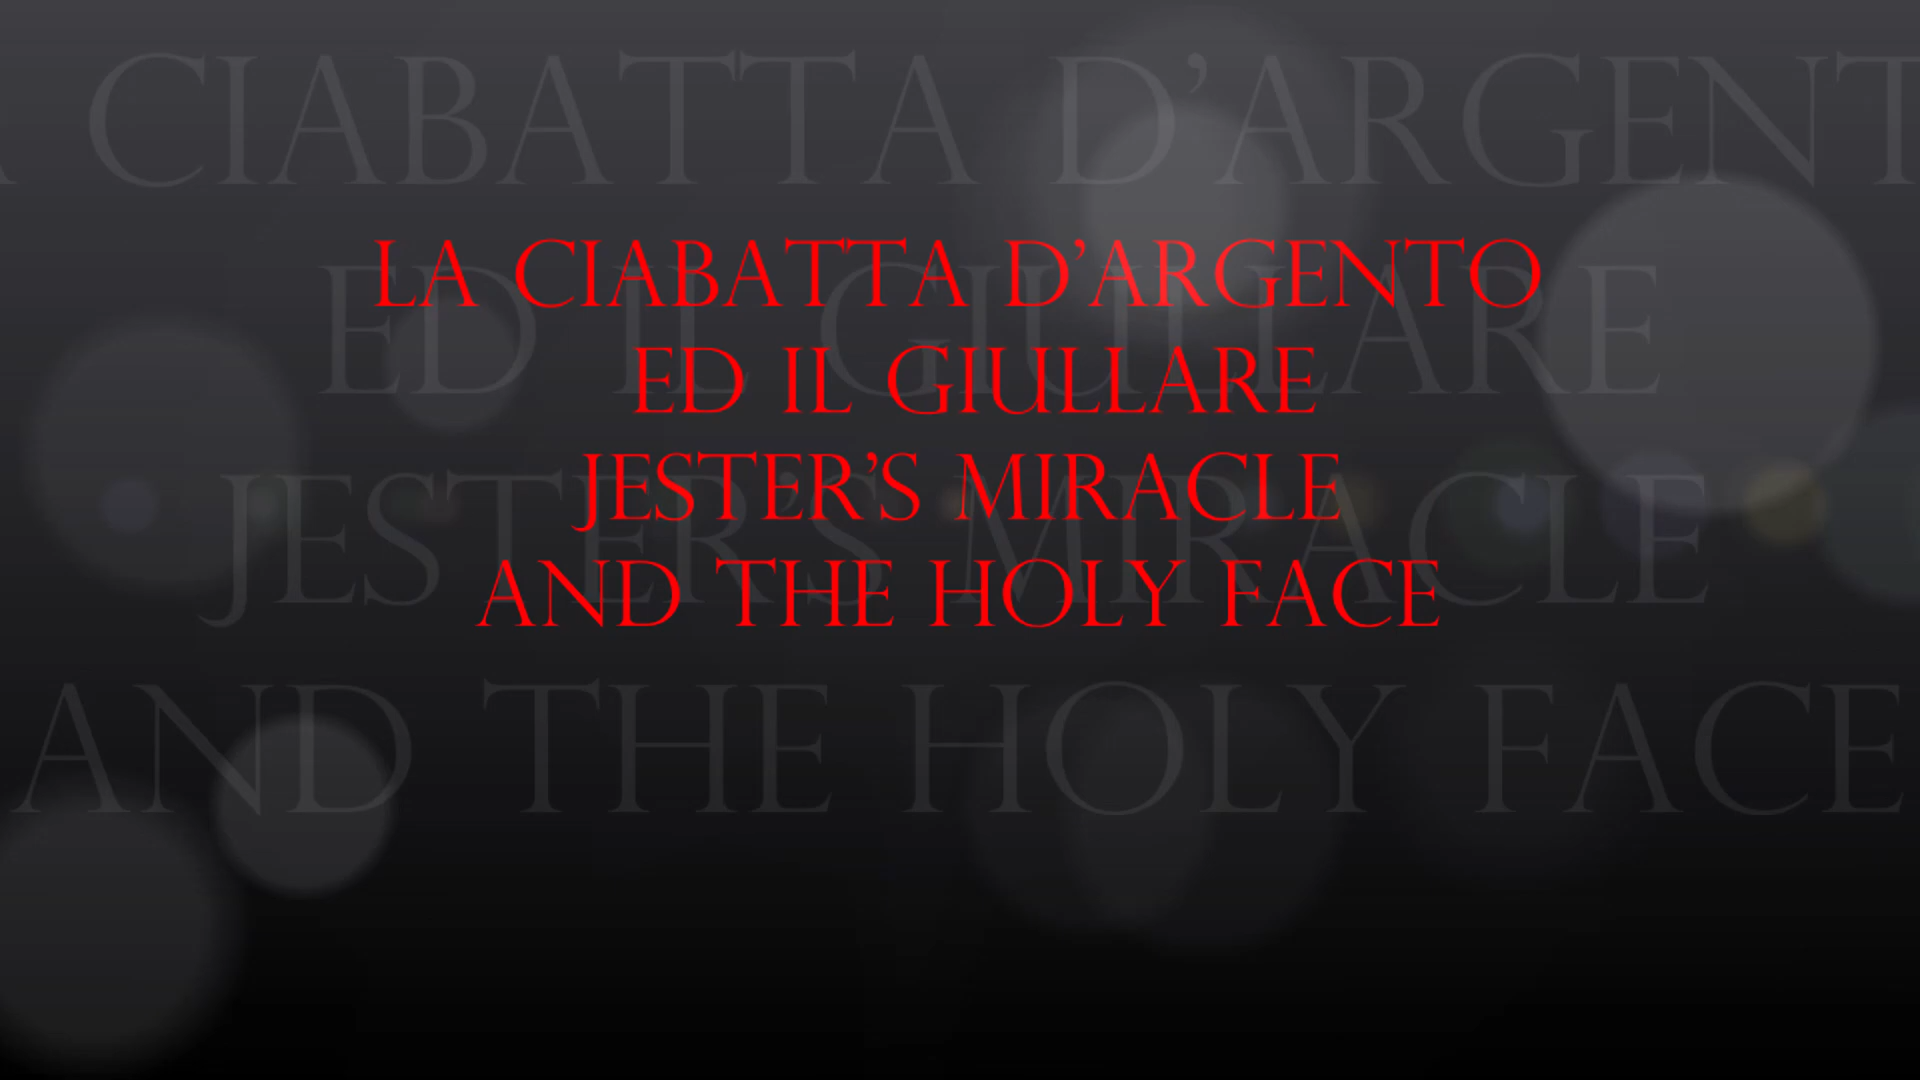 LA CIABATTA D'ARGENTO
ED IL GIULLARE
JESTER'S MIRACLE
AND THE HOLY FACE